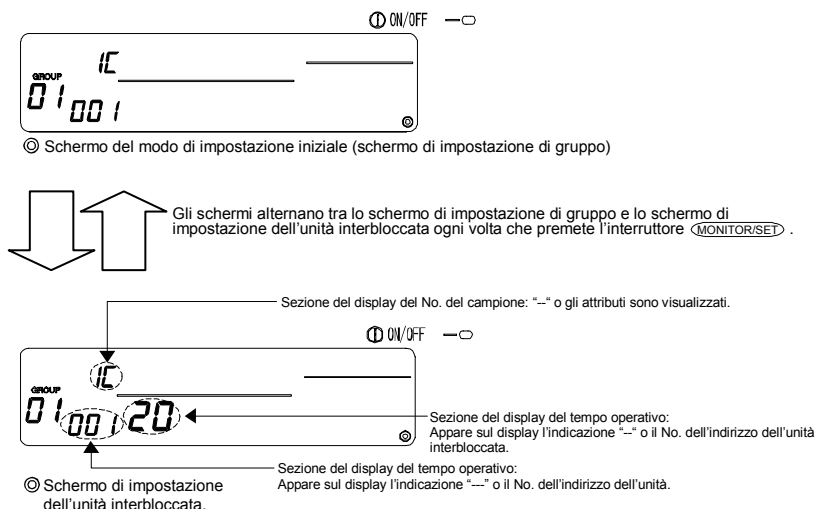 ON/OFF
IC
GROUP
01 001
◎ Schermo del modo di impostazione iniziale (schermo di impostazione di gruppo)
Gli schermi alternano tra lo schermo di impostazione di gruppo e lo schermo di
impostazione dell'unità interbloccata ogni volta che premete l'interruttore MONITOR/SET .
Sezione del display del No. del campione: "--" o gli attributi sono visualizzati.
ON/OFF
IC
GROUP
01 001 20
Sezione del display del tempo operativo:
Appare sul display l'indicazione "--" o il No. dell'indirizzo dell'unità
interbloccata.
Sezione del display del tempo operativo:
Appare sul display l'indicazione "---" o il No. dell'indirizzo dell'unità.
◎ Schermo di impostazione
dell'unità interbloccata.